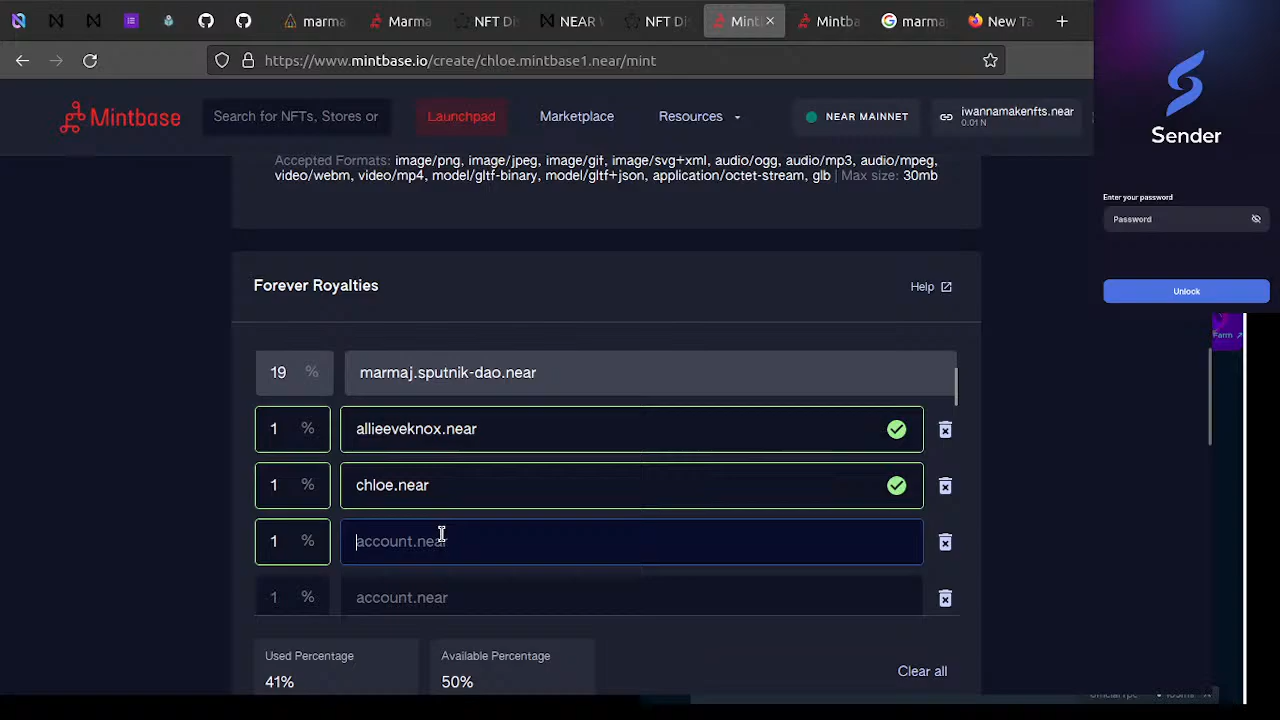 marma
Marma
NFT Di
NEAR
NFT Di
Mint
Mintba
marma
New Ta
https://www.mintbase.io/create/chloe.mintbase1.near/mint
Mintbase
Search for NFTs, Stores or
Launchpad
Marketplace
Resources
NEAR MAINNET
iwannamakenfts.near
0.01 N
Sender
Enter your password
Password
Unlock
Farm
Accepted Formats: image/png, image/jpeg, image/gif, image/svg+xml, audio/ogg, audio/mp3, audio/mpeg,
video/webm, video/mp4, model/gltf-binary, model/gltf+json, application/octet-stream, glb | Max size: 30mb
Forever Royalties
Help
19 % marmaj.sputnik-dao.near
1 % allieeveknox.near
1 % chloe.near
1 % account.near
1 % account.near
Used Percentage
41%
Available Percentage
50%
Clear all